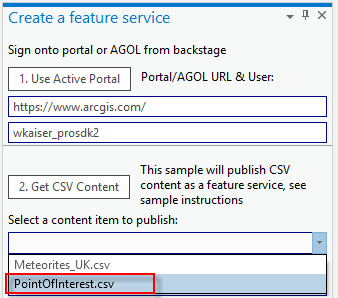 Create a feature service
Sign onto portal or AGOL from backstage
1. Use Active Portal
Portal/AGOL URL & User:
https://www.arcgis.com/
wkaiser_prosdk2
2. Get CSV Content
This sample will publish CSV
content as a feature service, see
sample instructions
Select a content item to publish:
Meteorites_UK.csv
PointOfInterest.csv